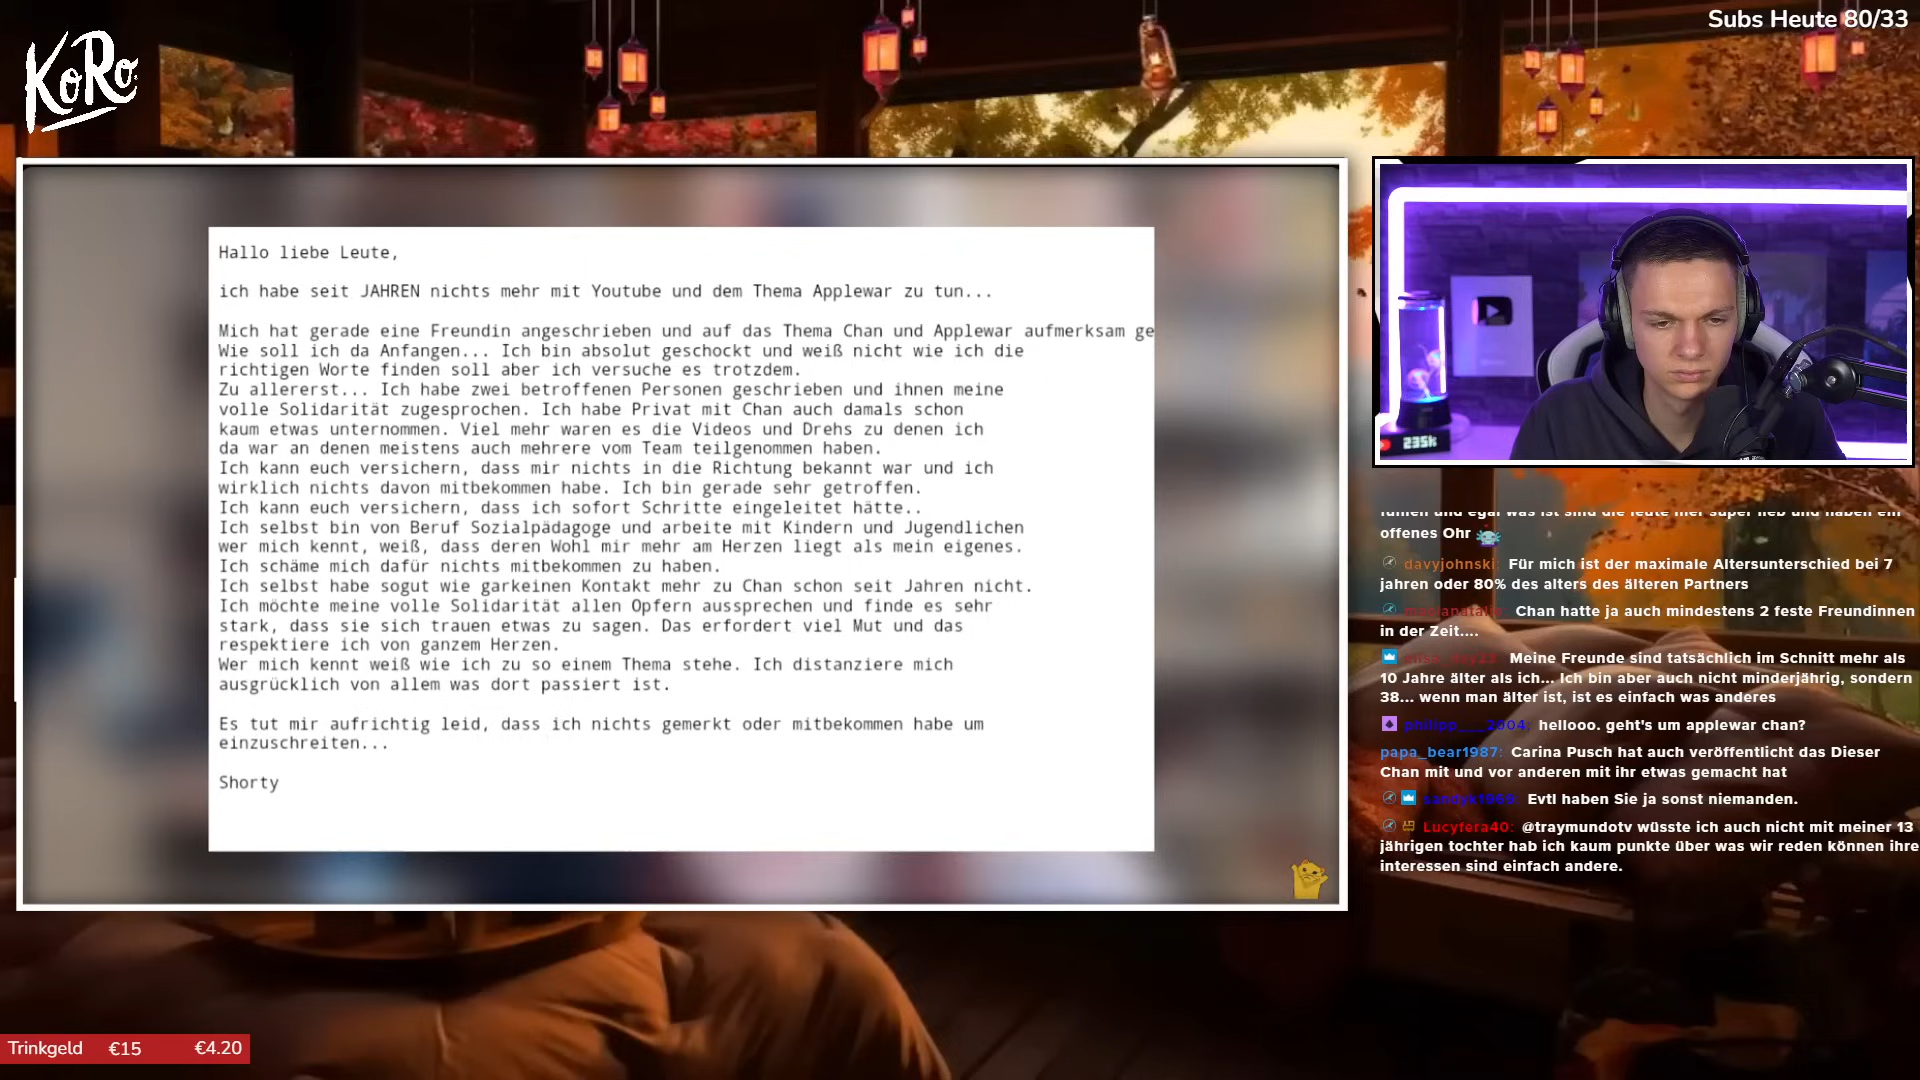 Subs Heute 80/33
KoRo
Hallo liebe Leute,
ich habe seit JAHREN nichts mehr mit Youtube und dem Thema Applewar zu tun...
Mich hat gerade eine Freundin angeschrieben und auf das Thema Chan und Applewar aufmerksam ge
Wie soll ich da Anfangen... Ich bin absolut geschockt und weiß nicht wie ich die
richtigen Worte finden soll aber ich versuche es trotzdem.
Zu allererst... Ich habe zwei betroffenen Personen geschrieben und ihnen meine
volle Solidarität zugesprochen. Ich habe Privat mit Chan auch damals schon
kaum etwas unternommen. Viel mehr waren es die Videos und Drehs zu denen ich
da war an denen meistens auch mehrere vom Team teilgenommen haben.
Ich kann euch versichern, dass mir nichts in die Richtung bekannt war und ich
wirklich nichts davon mitbekommen habe. Ich bin gerade sehr getroffen.
Ich kann euch versichern, dass ich sofort Schritte eingeleitet hätte..
Ich selbst bin von Beruf Sozialpädagoge und arbeite mit Kindern und Jugendlichen
wer mich kennt, weiß, dass deren Wohl mir mehr am Herzen liegt als mein eigenes.
Ich schäme mich dafür nichts mitbekommen zu haben.
Ich selbst habe sogut wie garkeinen Kontakt mehr zu Chan schon seit Jahren nicht.
Ich möchte meine volle Solidarität allen Opfern aussprechen und finde es sehr
stark, dass sie sich trauen etwas zu sagen. Das erfordert viel Mut und das
respektiere ich von ganzem Herzen.
Wer mich kennt weiß wie ich zu so einem Thema stehe. Ich distanziere mich
ausgrücklich von allem was dort passiert ist.
Es tut mir aufrichtig leid, dass ich nichts gemerkt oder mitbekommen habe um
einzuschreiten...
Shorty
235k
fühlen und egal was ist sind die leute hier super lieb und haben ein
offenes Ohr
davyjohnski: Für mich ist der maximale Altersunterschied bei 7
jahren oder 80% des alters des älteren Partners
Chan hatte ja auch mindestens 2 feste Freundinnen
in der Zeit....
Meine Freunde sind tatsächlich im Schnitt mehr als
10 Jahre älter als ich... Ich bin aber auch nicht minderjährig, sondern
38... wenn man älter ist, ist es einfach was anderes
philipp___2004: hellooo. geht's um applewar chan?
papa_bear1987: Carina Pusch hat auch veröffentlicht das Dieser
Chan mit und vor anderen mit ihr etwas gemacht hat
sandyk1969: Evtl haben Sie ja sonst niemanden.
Lucyfera40: @traymundotv wüsste ich auch nicht mit meiner 13
jährigen tochter hab ich kaum punkte über was wir reden können ihre
interessen sind einfach andere.
Trinkgeld €15 €4.20